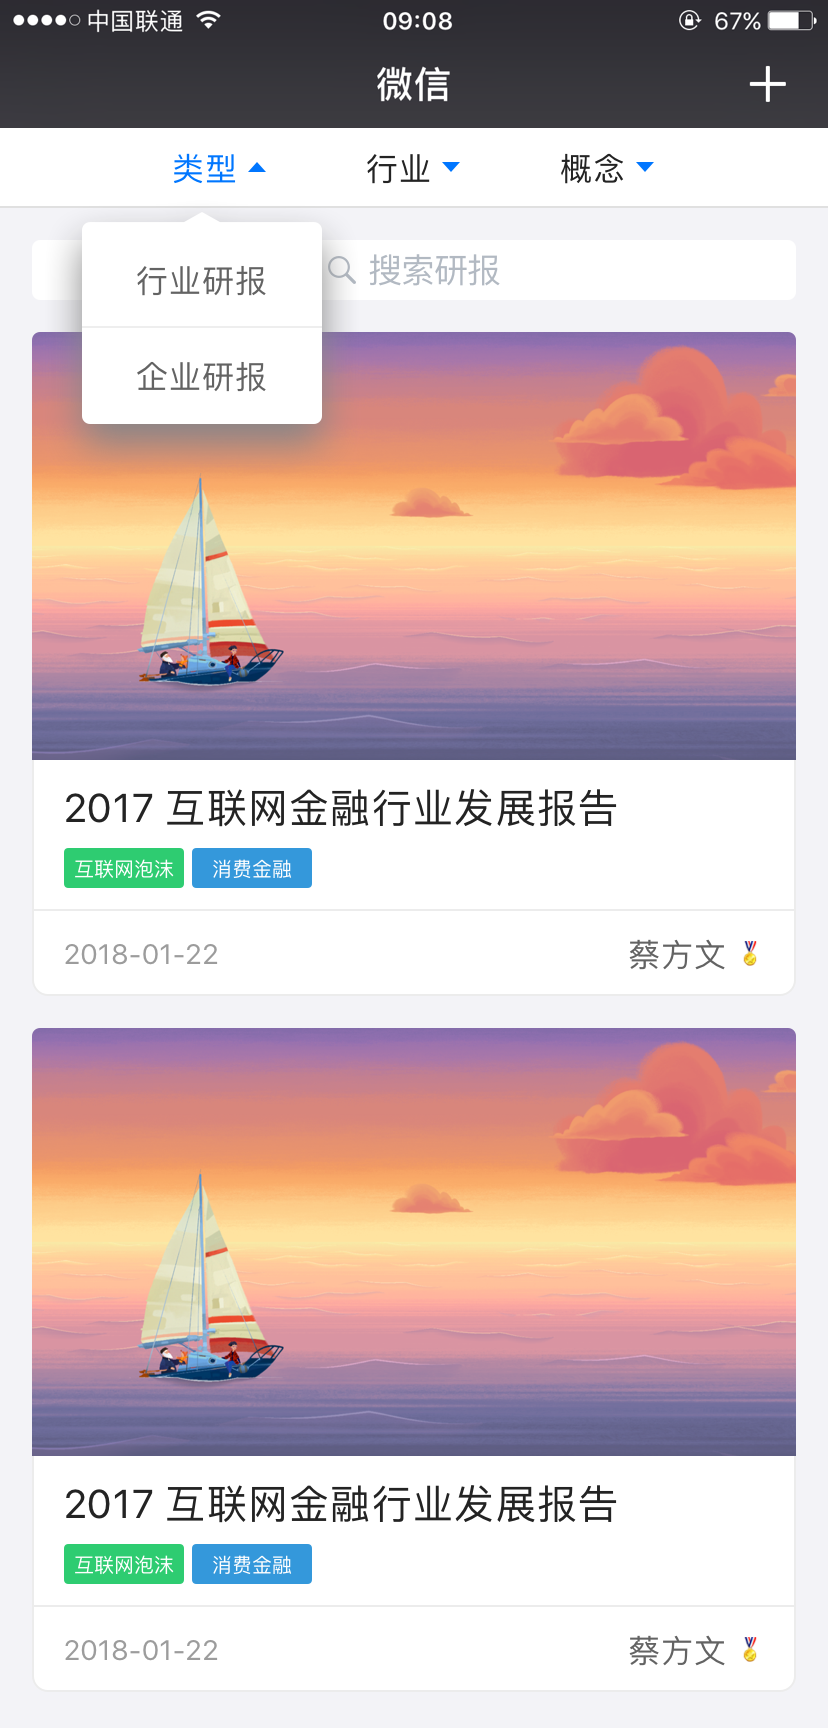 中国联通 09:08 67%
微信
类型 行业 概念
搜索研报
行业研报
企业研报
2017 互联网金融行业发展报告
互联网泡沫 消费金融
2018-01-22 蔡方文
2017 互联网金融行业发展报告
互联网泡沫 消费金融
2018-01-22 蔡方文